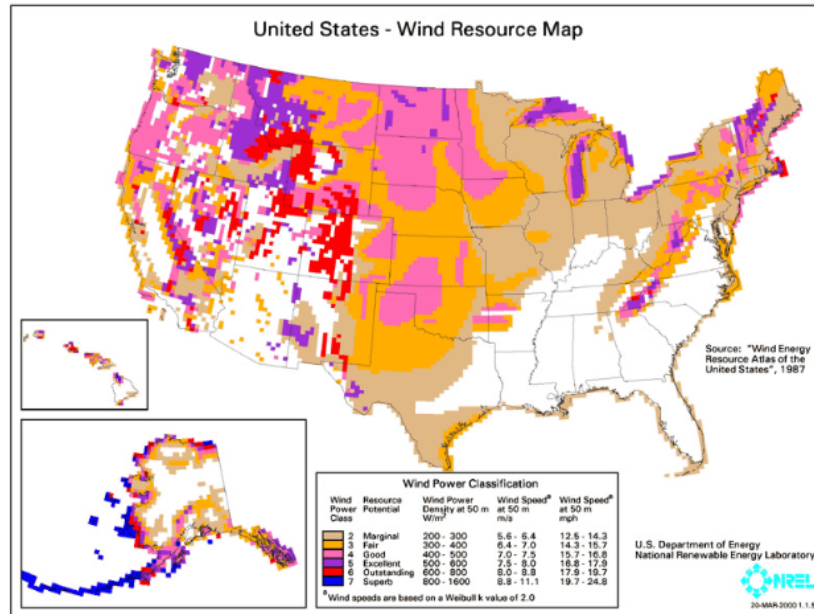 United States - Wind Resource Map
Source: "Wind Energy
Resource Atlas of the
United States", 1987
Wind Power Classification
Wind Power Class
Resource Potential
Wind Power Density at 50 m W/m²
Wind Speedᵃ at 50 m m/s
Wind Speedᵃ at 50 m mph
2 Marginal 200 - 300 5.6 - 6.4 12.5 - 14.3
3 Fair 300 - 400 6.4 - 7.0 14.3 - 15.7
4 Good 400 - 500 7.0 - 7.5 15.7 - 16.8
5 Excellent 500 - 600 7.5 - 8.0 16.8 - 17.9
6 Outstanding 600 - 800 8.0 - 8.8 17.9 - 19.7
7 Superb 800 - 1600 8.8 - 11.1 19.7 - 24.8
ᵃ Wind speeds are based on a Weibull k value of 2.0
U.S. Department of Energy
National Renewable Energy Laboratory
NREL
20-MAR-2000 1.1.